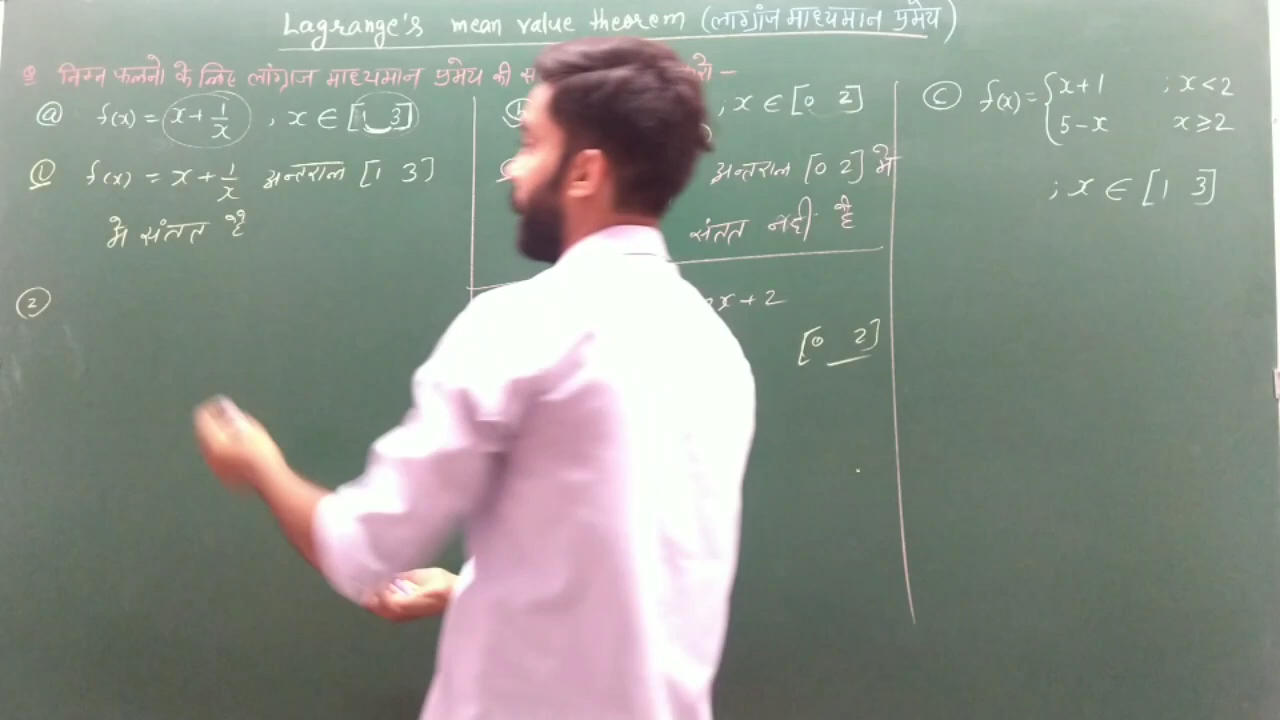 Lagrange's mean value theorem (लाग्रांज माध्यमान प्रमेय)
Q निम्न फलनो के लिए लांग्राज माध्यमान प्रमेय की
ⓐ f(x) = x + 1/x , x ∈ [1 3]
① f(x) = x + 1/x अन्तराल [1 3]
मे संतत है
②
; x ∈ [0 2]
अन्तराल [0 2] मे
संतत नही है
x + 2
[0 2]
ⓒ f(x) = { x+1 ; x < 2
5-x x ≥ 2
; x ∈ [1 3]